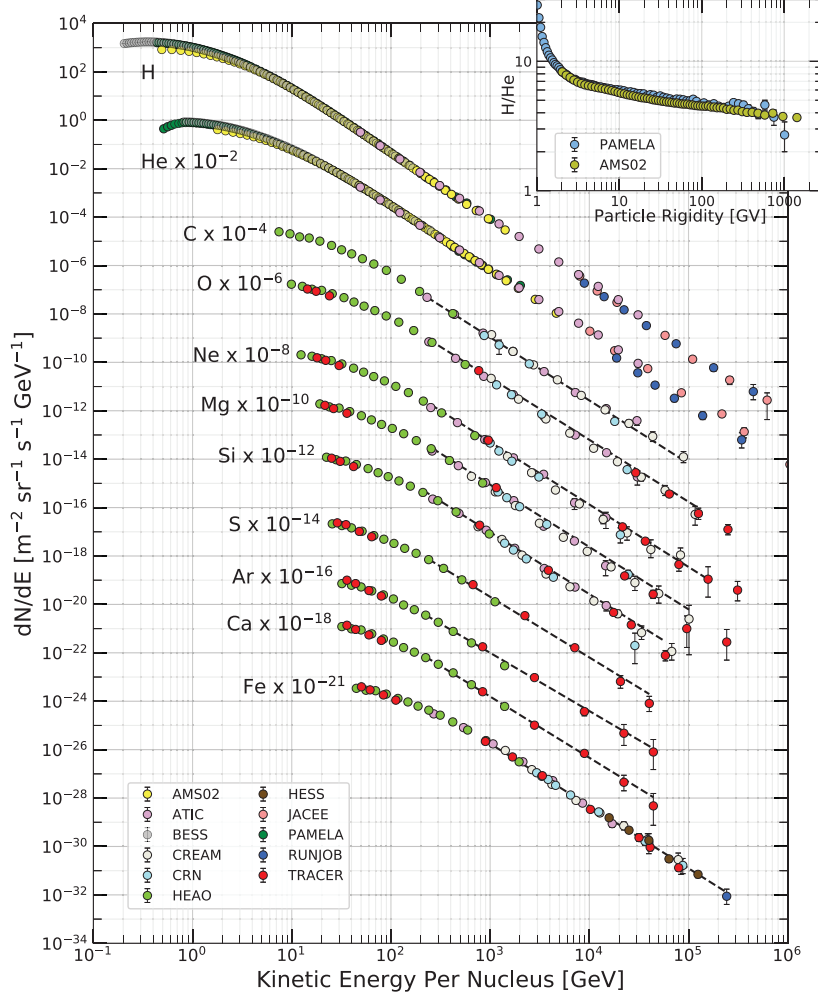 10^4
10^2
10^0
10^−2
10^−4
10^−6
10^−8
10^−10
10^−12
10^−14
10^−16
10^−18
10^−20
10^−22
10^−24
10^−26
10^−28
10^−30
10^−32
10^−34
dN/dE [m^−2 sr^−1 s^−1 GeV^−1]
H
He x 10^−2
C x 10^−4
O x 10^−6
Ne x 10^−8
Mg x 10^−10
Si x 10^−12
S x 10^−14
Ar x 10^−16
Ca x 10^−18
Fe x 10^−21
H/He
10
1
PAMELA
AMS02
1 10 100 1000
Particle Rigidity [GV]
AMS02
ATIC
BESS
CREAM
CRN
HEAO
HESS
JACEE
PAMELA
RUNJOB
TRACER
10^−1 10^0 10^1 10^2 10^3 10^4 10^5 10^6
Kinetic Energy Per Nucleus [GeV]